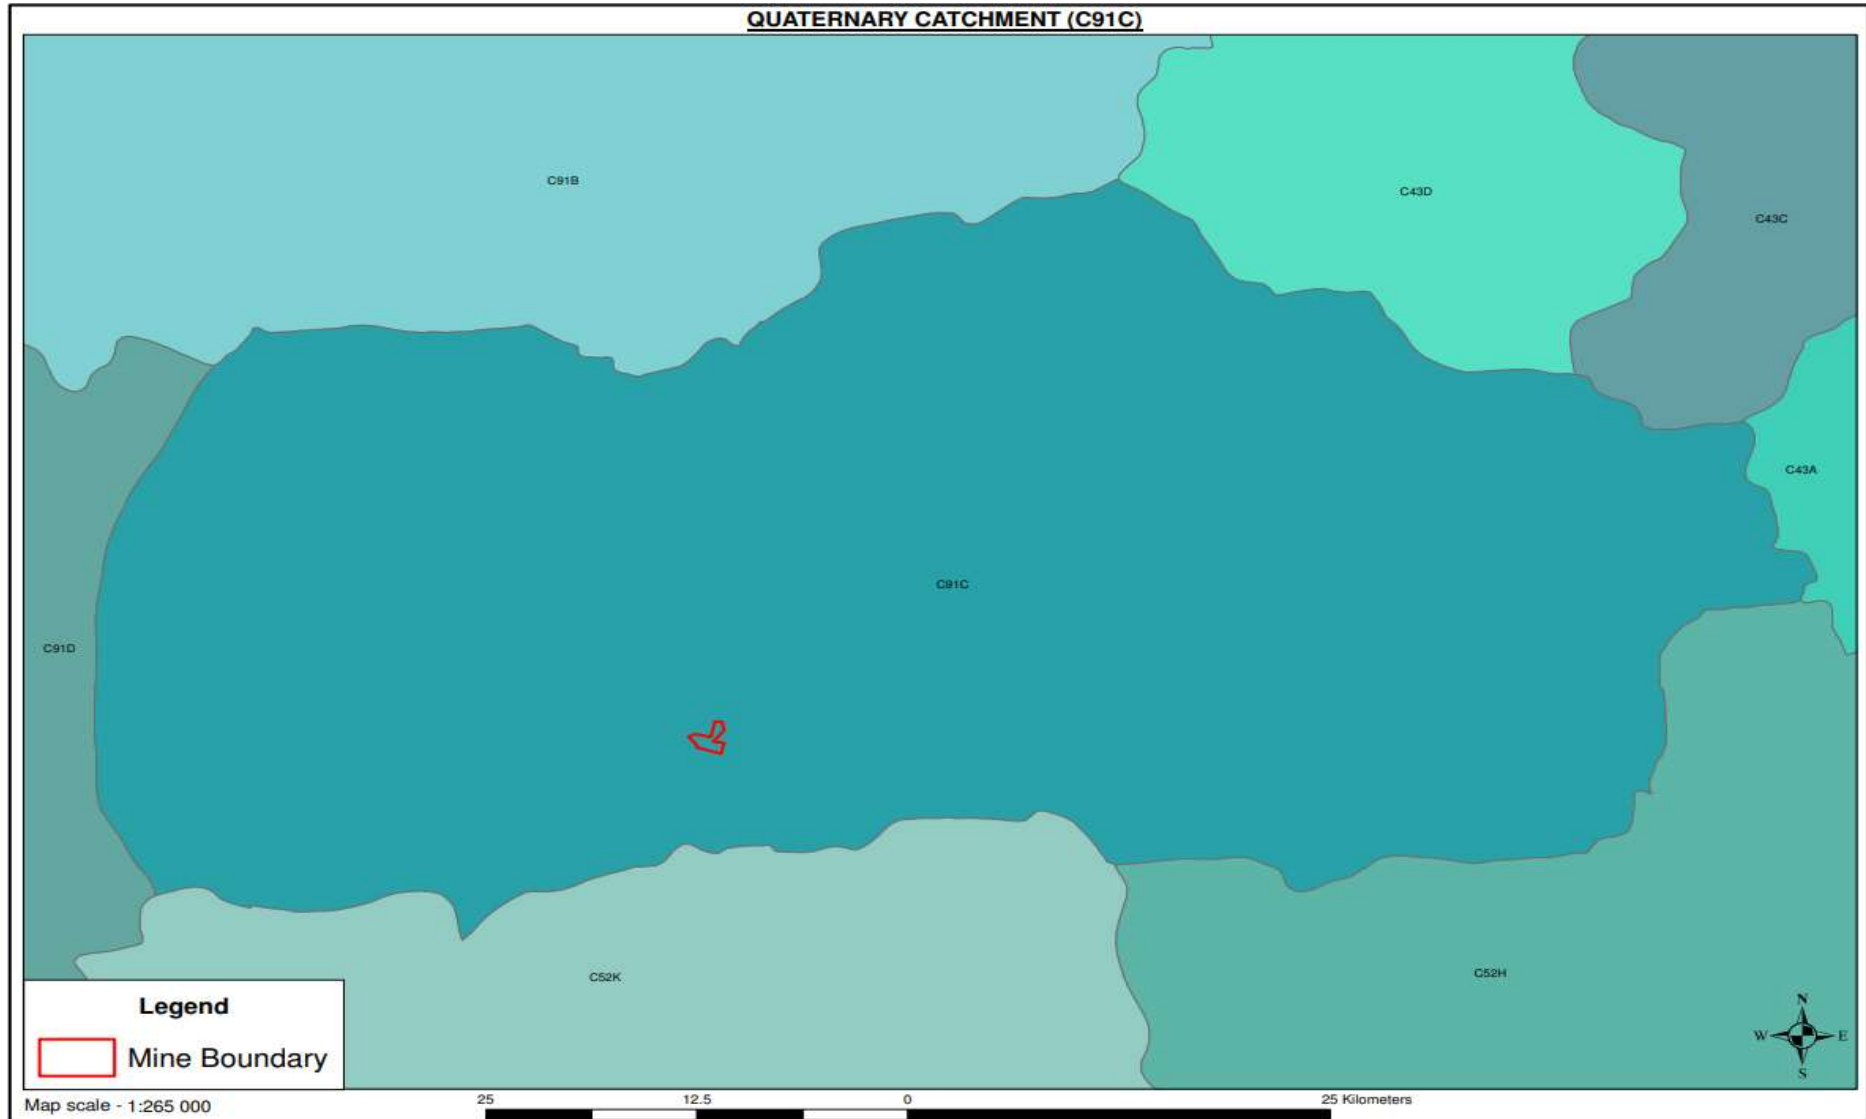 QUATERNARY CATCHMENT (C91C)
C91B
C43D
C43C
C43A
C91C
C91D
C52K
C52H
Legend
Mine Boundary
N
W E
S
Map scale - 1:265 000
25 12.5 0 25 Kilometers